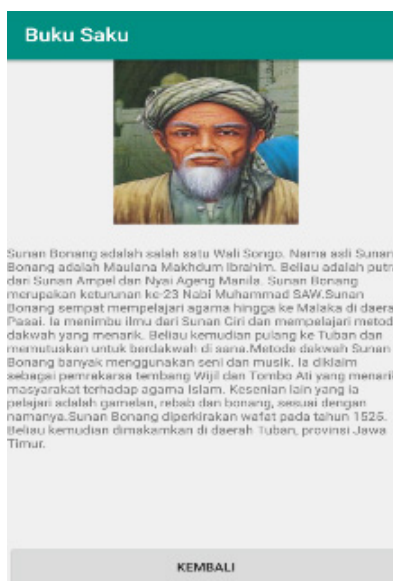 Buku Saku
Sunan Bonang adalah salah satu Wali Songo. Nama asli Sunan
Bonang adalah Maulana Makhdum Ibrahim. Beliau adalah putra
dari Sunan Ampel dan Nyai Ageng Manila. Sunan Bonang
merupakan keturunan ke-23 Nabi Muhammad SAW.Sunan
Bonang sempat mempelajari agama hingga ke Malaka di daera
Pasai. Ia menimbu ilmu dari Sunan Giri dan mempelajari metod
dakwah yang menarik. Beliau kemudian pulang ke Tuban dan
memutuskan untuk berdakwah di sana.Metode dakwah Sunan
Bonang banyak menggunakan seni dan musik. Ia diklaim
sebagai pemrakarsa tembang Wijil dan Tombo Ati yang menari
masyarakat terhadap agama Islam. Kesenian lain yang ia
pelajari adalah gamelan, rebab dan bonang, sesuai dengan
namanya.Sunan Bonang diperkirakan wafat pada tahun 1525.
Beliau kemudian dimakamkan di daerah Tuban, provinsi Jawa
Timur.
KEMBALI